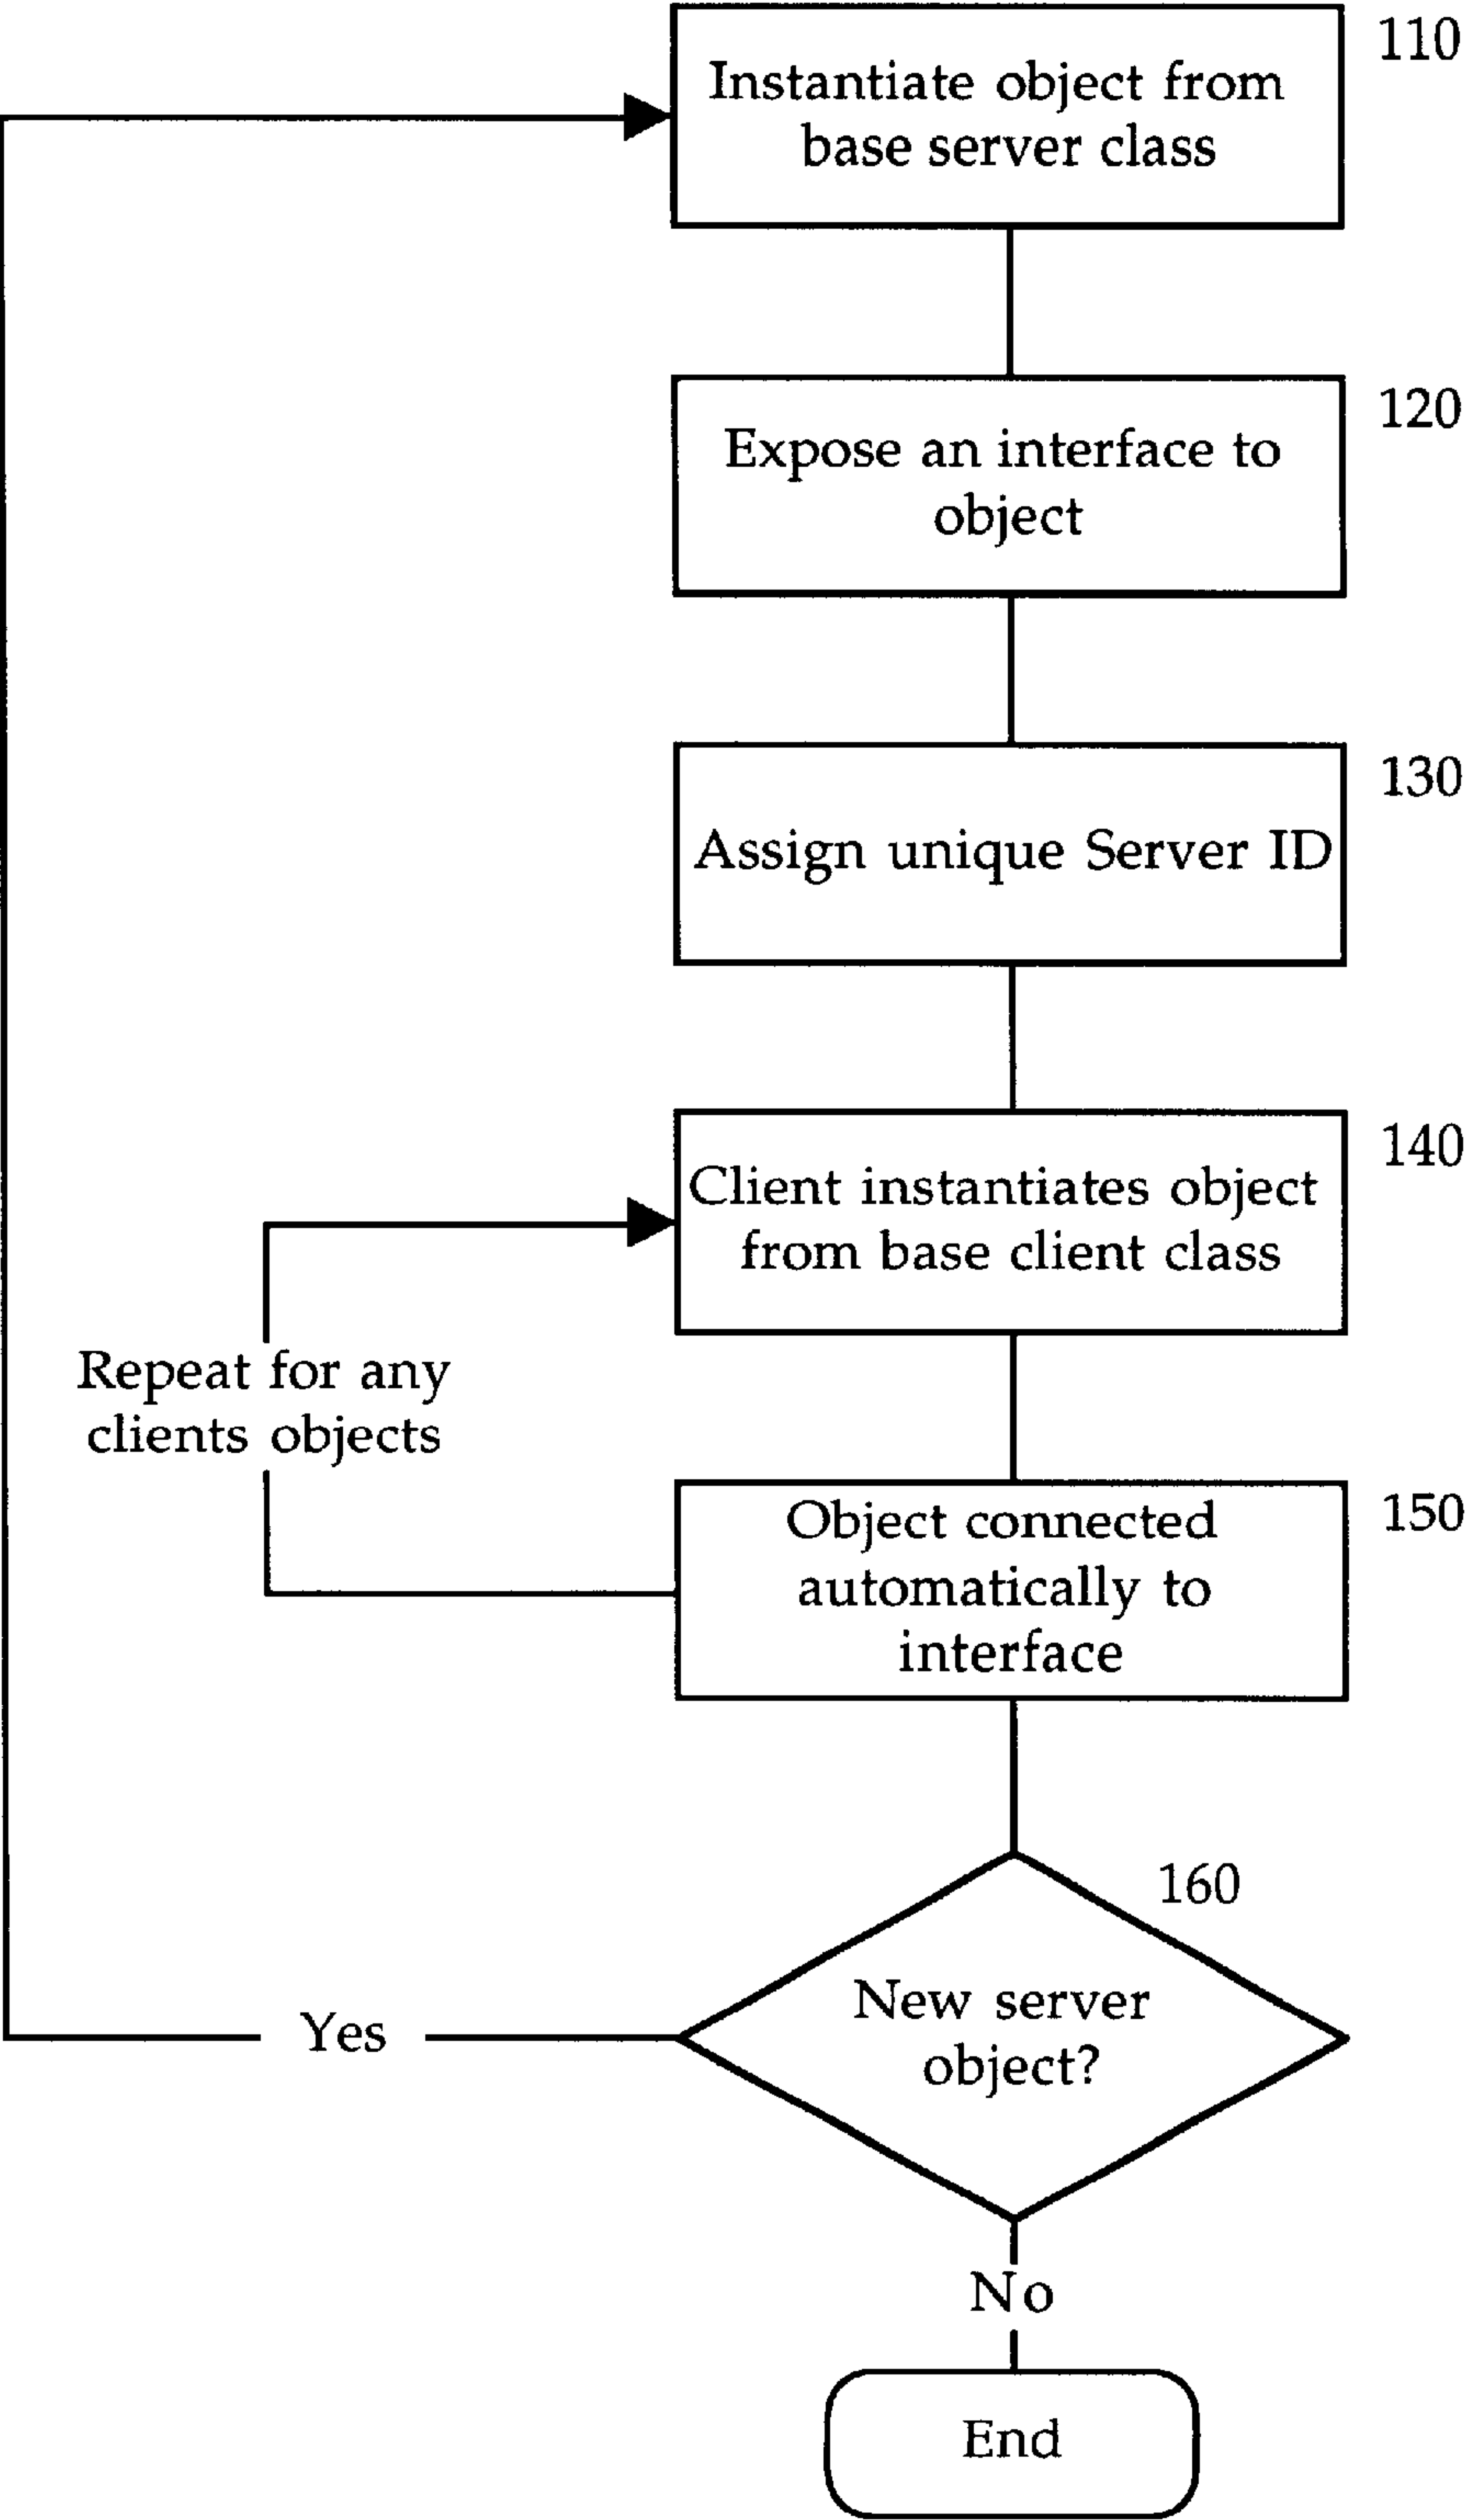 110
Instantiate object from
base server class
120
Expose an interface to
object
130
Assign unique Server ID
140
Client instantiates object
from base client class
Repeat for any
clients objects
150
Object connected
automatically to
interface
160
New server
object?
Yes
No
End